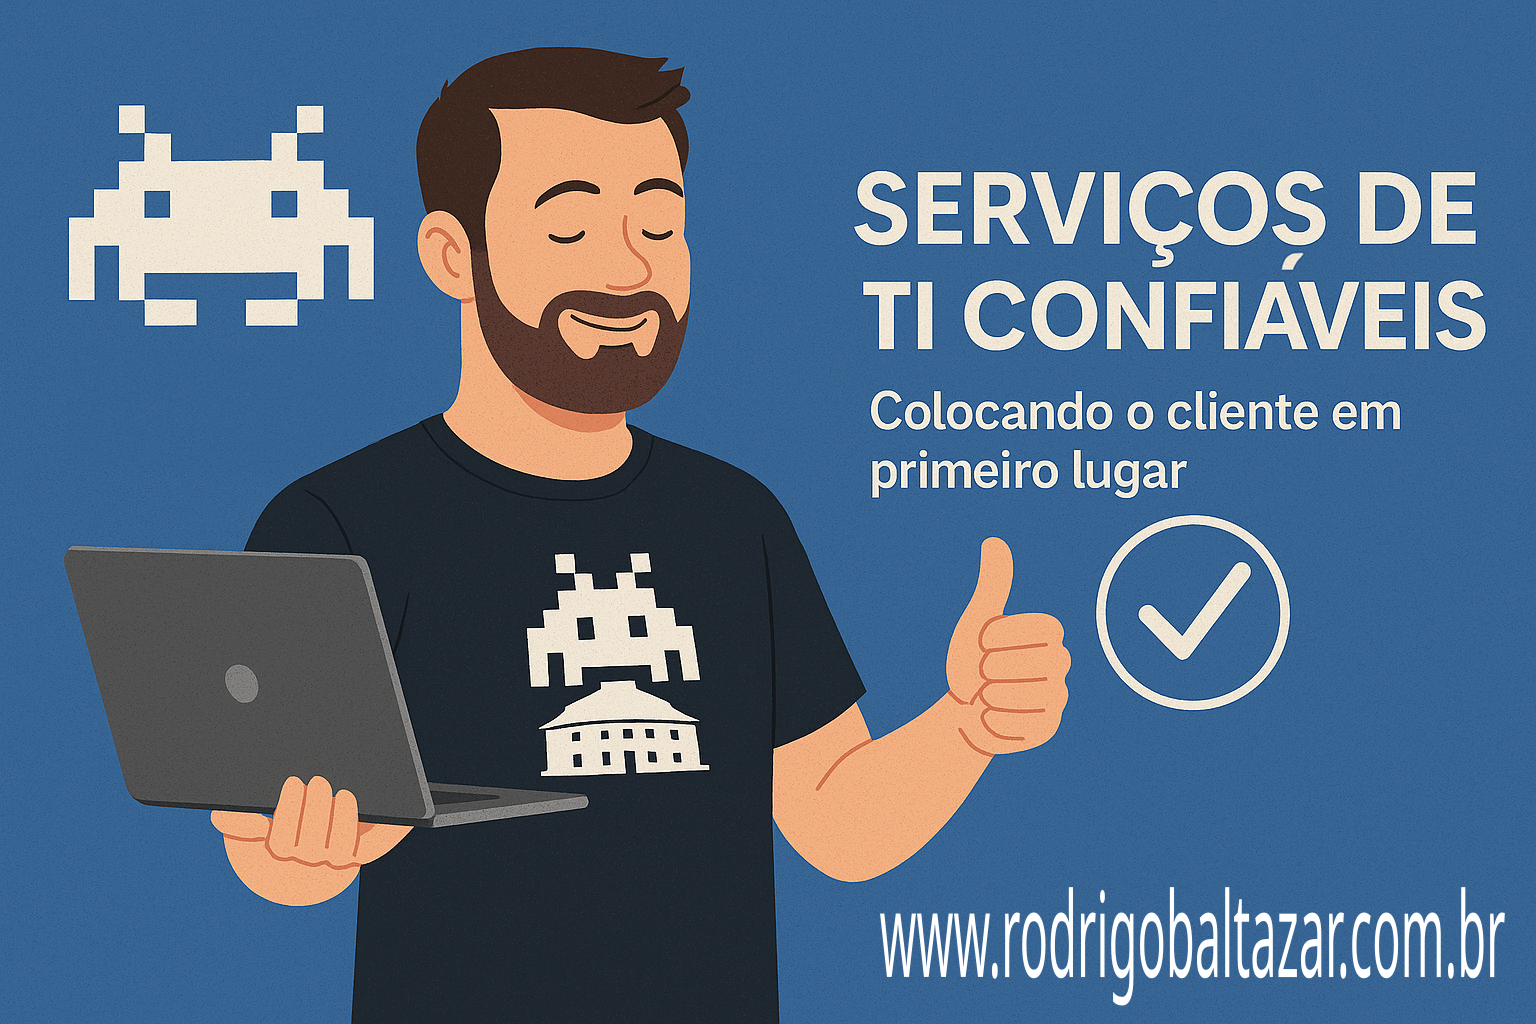 SERVIÇOS DE
TI CONFIÁVEIS
Colocando o cliente em
primeiro lugar
www.rodrigobaltazar.com.br